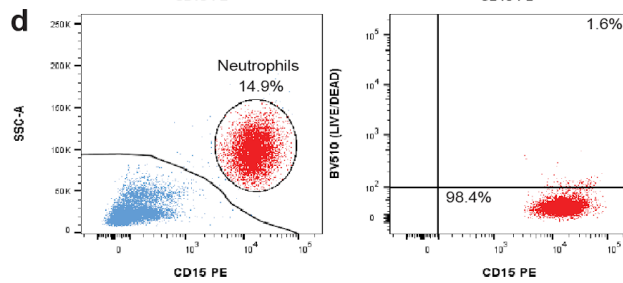 d
250K
200K
150K
100K
50K
0
SSC-A
Neutrophils
14.9%
0
10³
10⁴
10⁵
CD15 PE
10⁵
10⁴
10³
10²
0
BV510 (LIVE/DEAD)
1.6%
98.4%
0
10³
10⁴
10⁵
CD15 PE